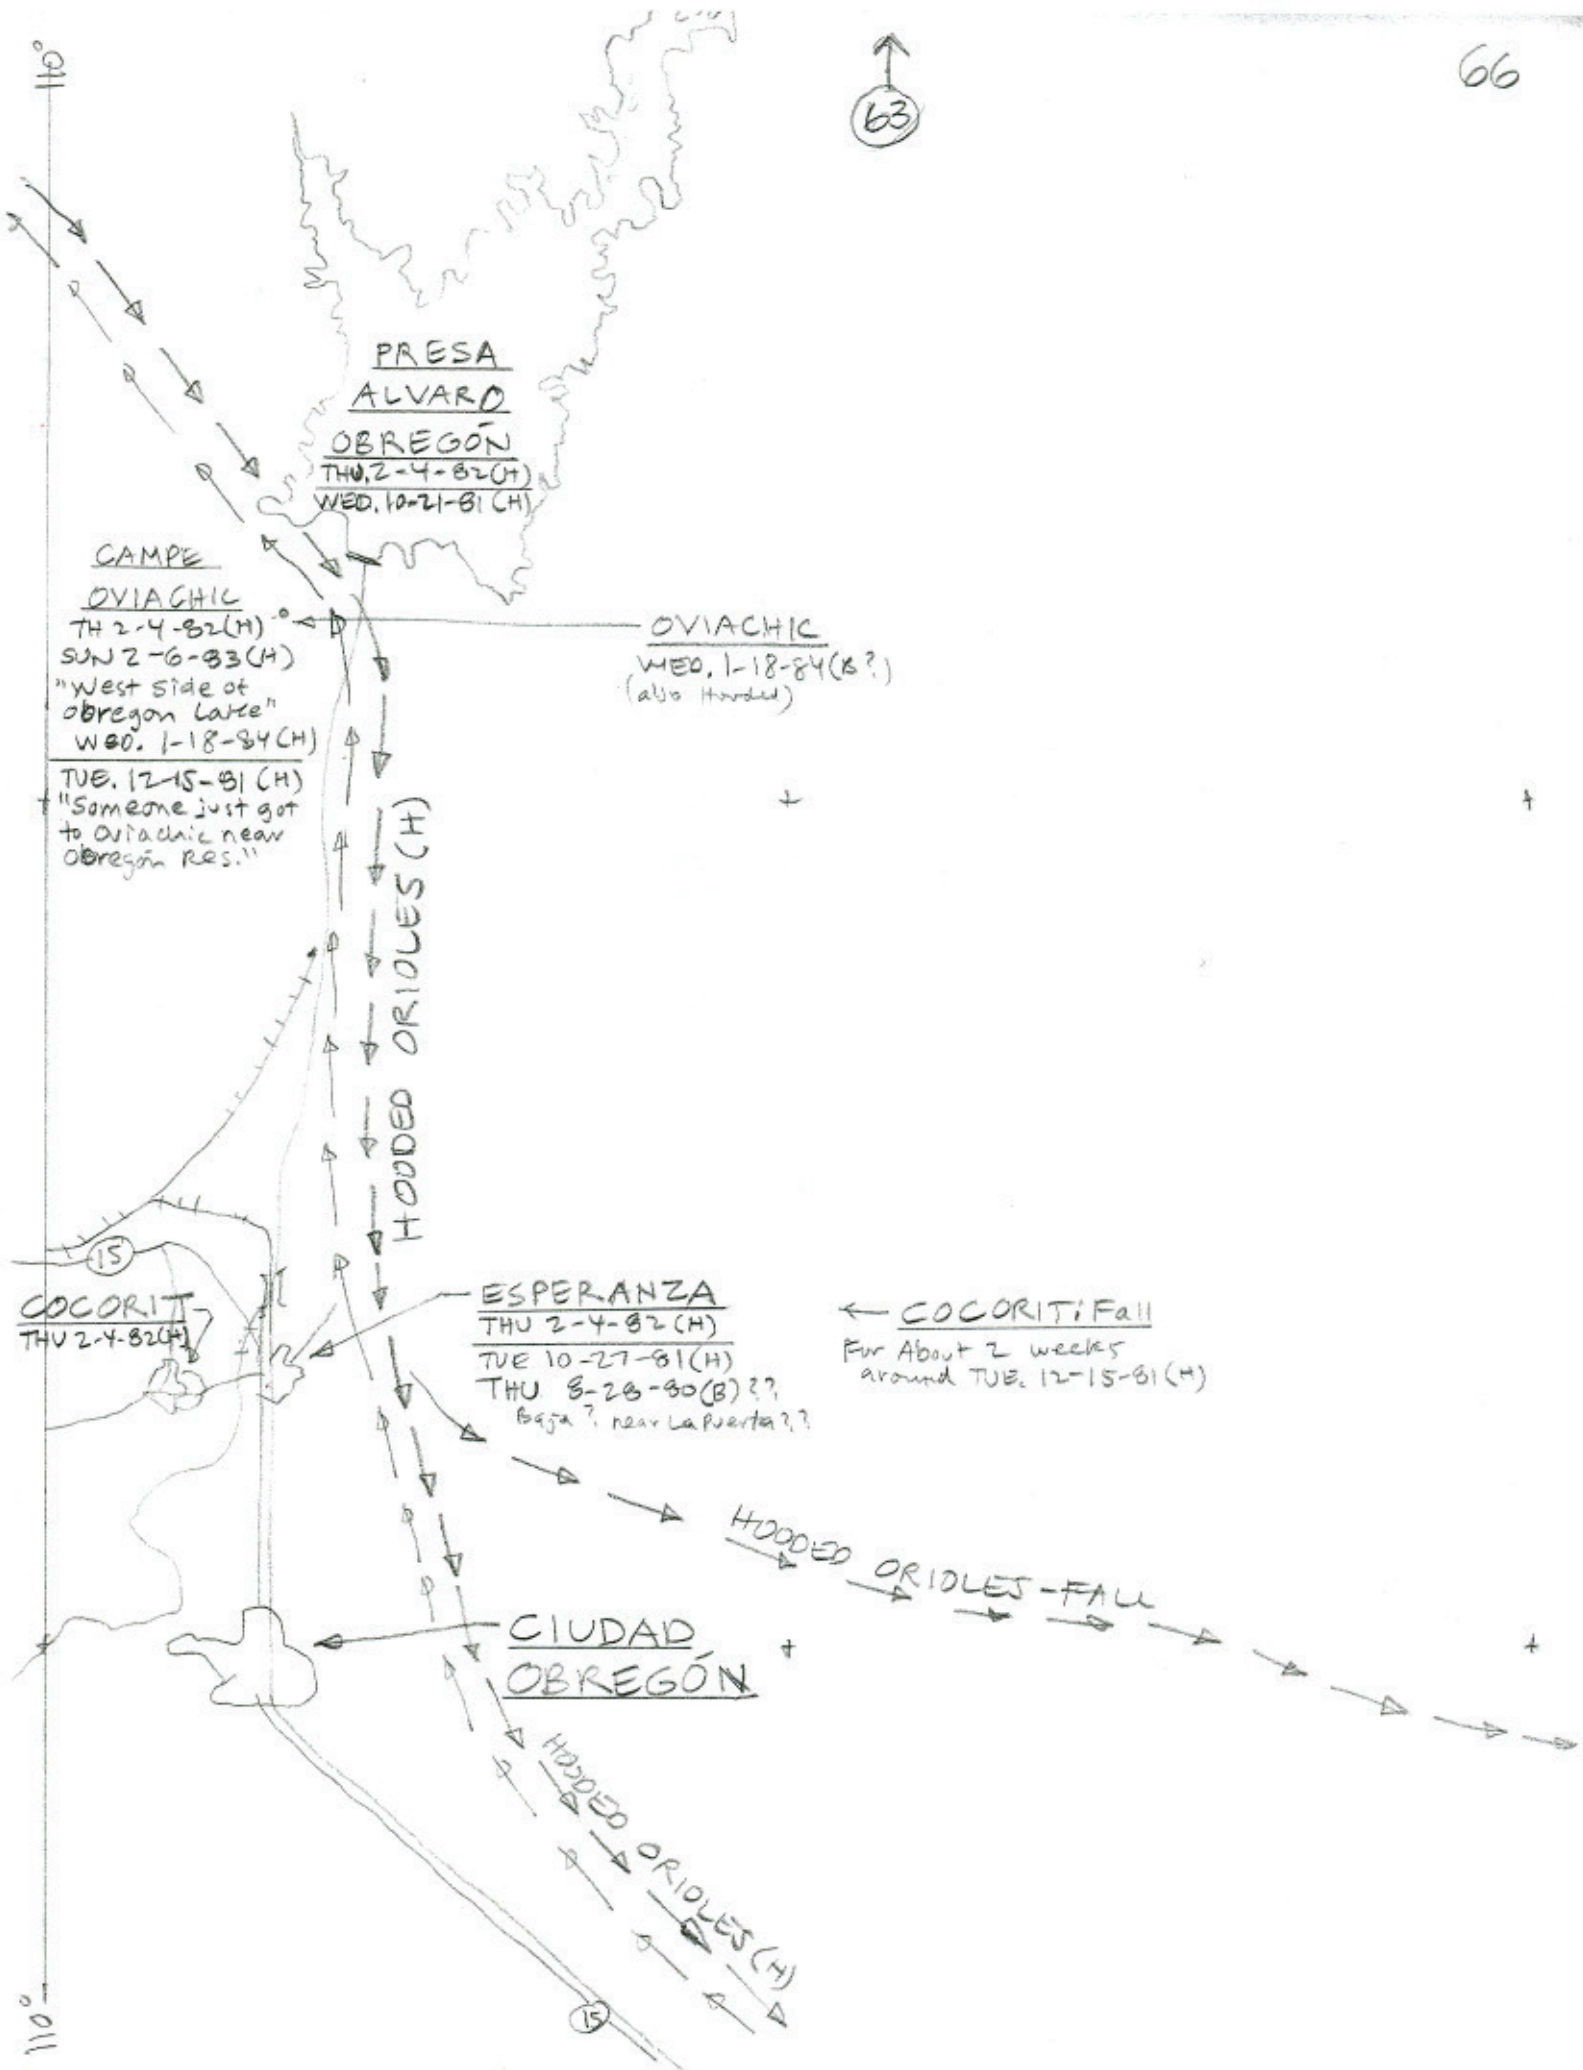 110°
63
66
PRESA
ALVARO
OBREGÓN
THU. 2-4-82(H)
WED. 10-21-81(H)
CAMPE
OVIACHIC
TH 2-4-82(H)
SUN 2-6-83(H)
"West side of
obregon Lake"
WED. 1-18-84(H)
TUE. 12-15-81(H)
"Someone just got
to Oviachic near
Obregón Res."
OVIACHIC
WED. 1-18-84(B?)
(also Hooded)
HOODED ORIOLES(H)
15
COCORIT
THU 2-4-82(H)
ESPERANZA
THU 2-4-82(H)
TUE 10-27-81(H)
THU 8-28-80(B)??
Baja? near La Puerta??
COCORIT: Fall
For About 2 weeks
around TUE. 12-15-81(H)
HOODED ORIOLES-FALL
CIUDAD
OBREGÓN
HOODED ORIOLES(H)
15
110°